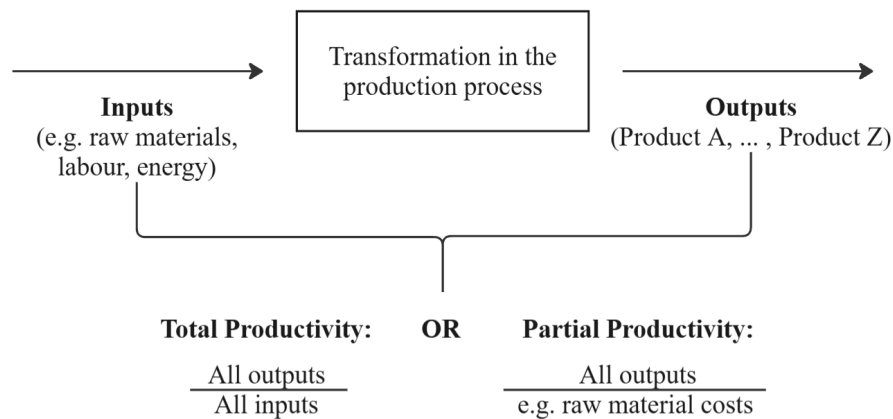 Transformation in the
production process
Inputs
(e.g. raw materials,
labour, energy)
Outputs
(Product A, ... , Product Z)
Total Productivity:
All outputs
All inputs
OR
Partial Productivity:
All outputs
e.g. raw material costs